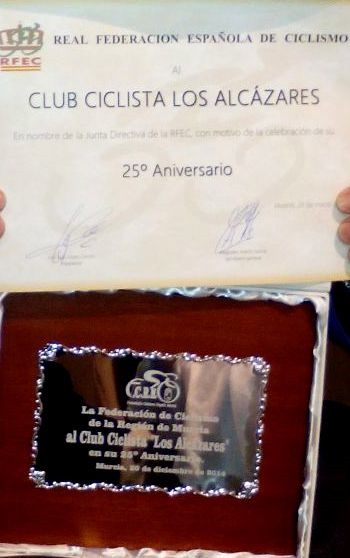 RFEC
REAL FEDERACION ESPAÑOLA DE CICLISMO
Al
CLUB CICLISTA LOS ALCÁZARES
En nombre de la Junta Directiva de la RFEC, con motivo de la celebración de su
25º Aniversario
Madrid,
La Federación de Ciclismo
de la Región de Murcia
al Club Ciclista "Los Alcázares"
en su 25º Aniversario.
Murcia, 20 de diciembre de